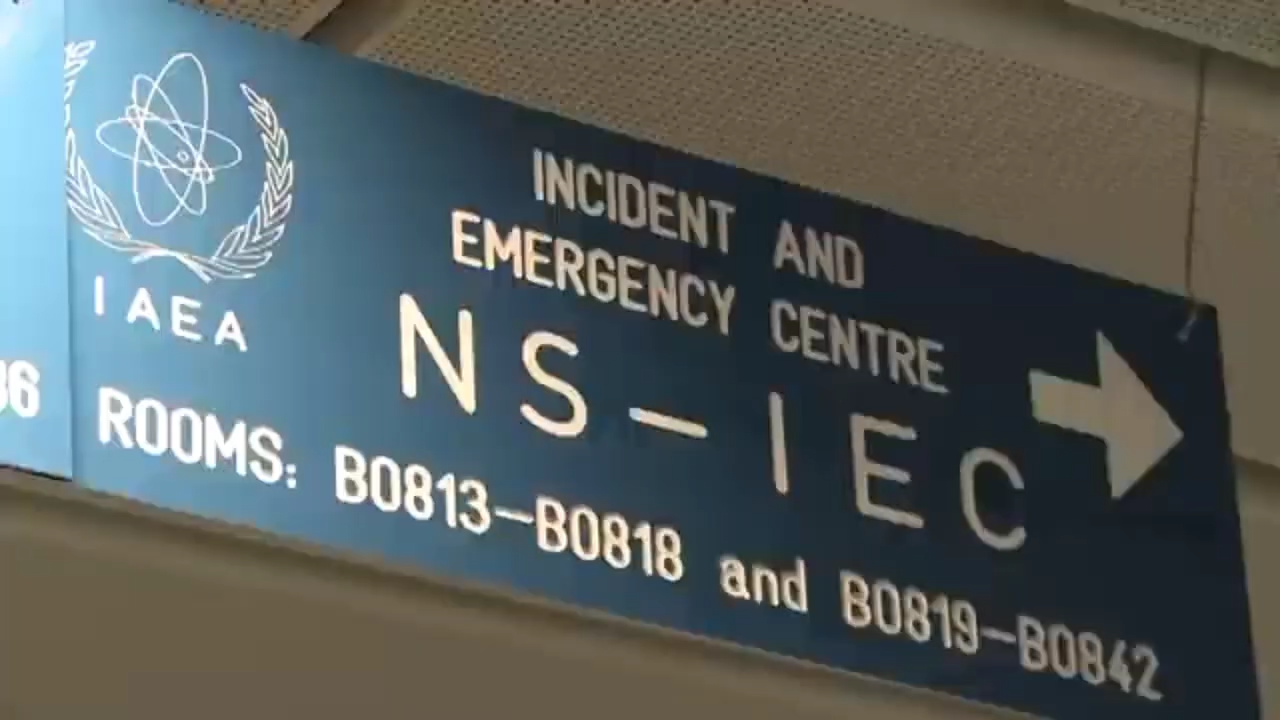 IAEA
INCIDENT AND
EMERGENCY CENTRE
NS-IEC
ROOMS: B0813-B0818 and B0819-B0842